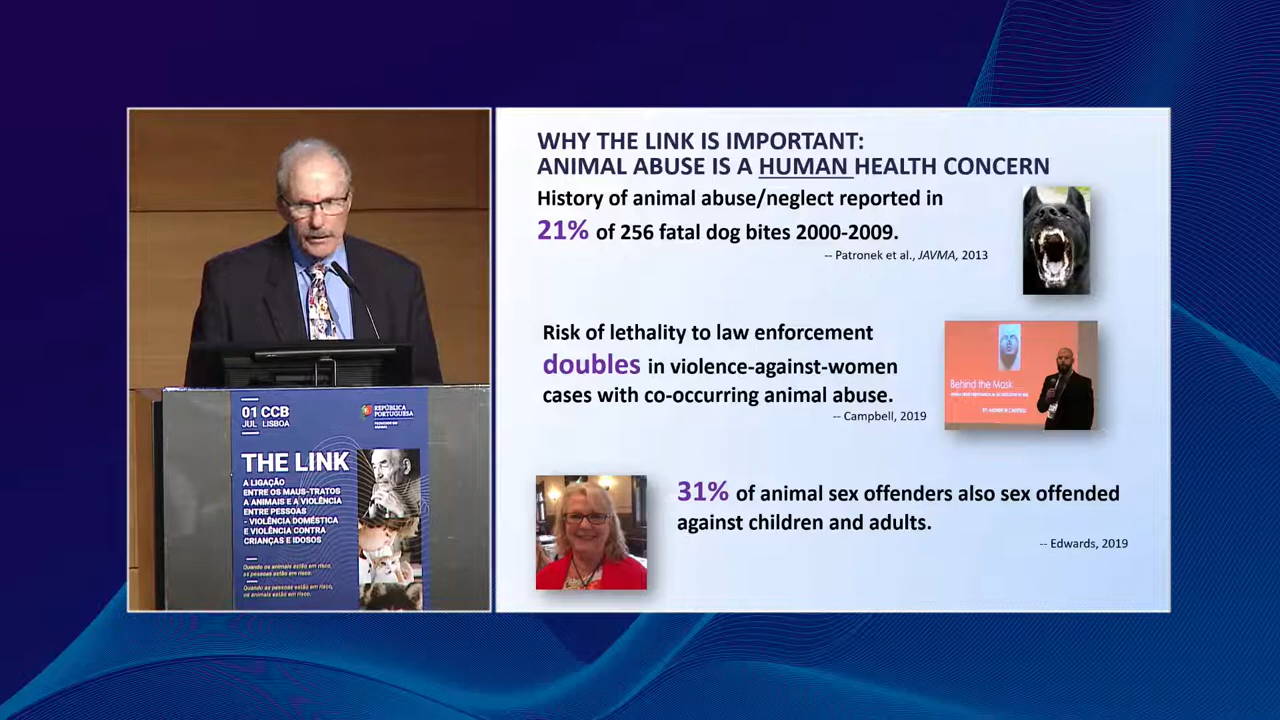 WHY THE LINK IS IMPORTANT:
ANIMAL ABUSE IS A HUMAN HEALTH CONCERN
History of animal abuse/neglect reported in
21% of 256 fatal dog bites 2000-2009.
-- Patronek et al., JAVMA, 2013
Risk of lethality to law enforcement
doubles in violence-against-women
cases with co-occurring animal abuse.
-- Campbell, 2019
Behind the Mask
31% of animal sex offenders also sex offended
against children and adults.
-- Edwards, 2019
01 CCB
JUL LISBOA
REPÚBLICA
PORTUGUESA
THE LINK
A LIGAÇÃO
ENTRE OS MAUS-TRATOS
A ANIMAIS E A VIOLÊNCIA
ENTRE PESSOAS
- VIOLÊNCIA DOMÉSTICA
E VIOLÊNCIA CONTRA
CRIANÇAS E IDOSOS
Quando os animais estão em risco,
as pessoas estão em risco.
Quando as pessoas estão em risco,
os animais estão em risco.